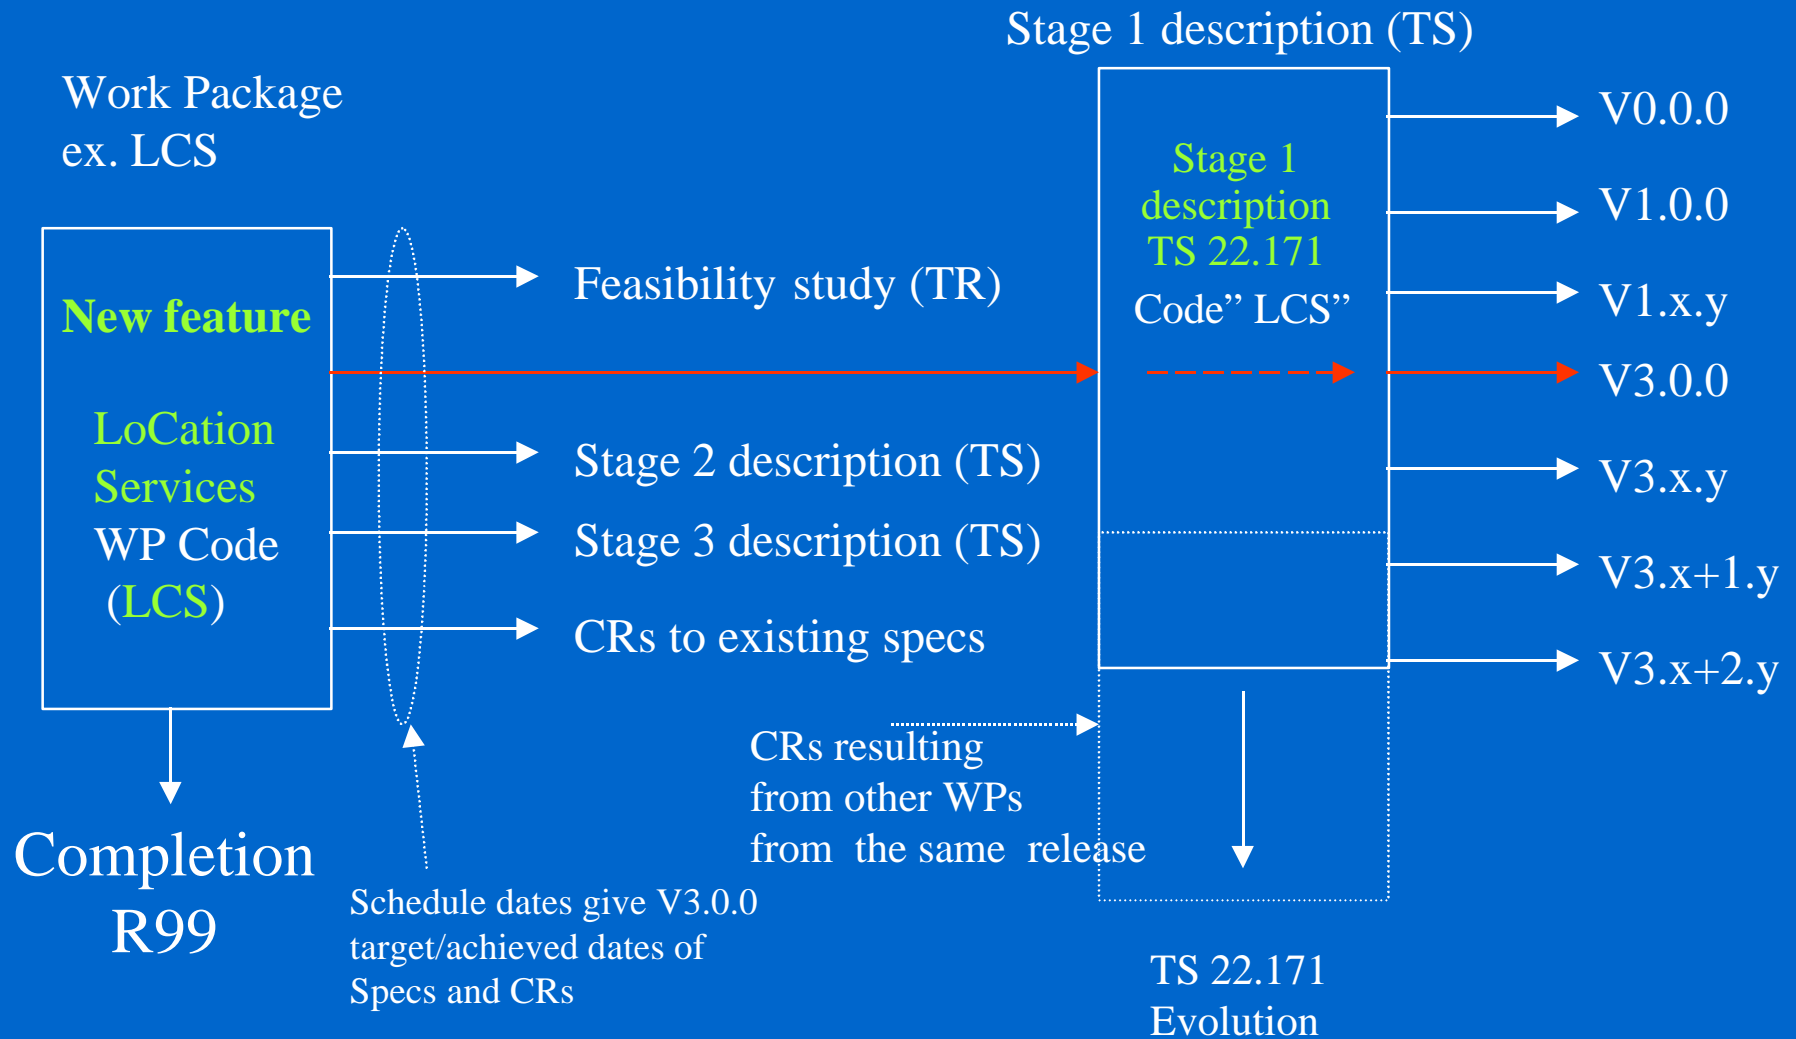 Stage 1 description (TS)
Work Package
ex. LCS
New feature
LoCation
Services
WP Code
(LCS)
Completion
R99
Feasibility study (TR)
Stage 2 description (TS)
Stage 3 description (TS)
CRs to existing specs
Schedule dates give V3.0.0
target/achieved dates of
Specs and CRs
CRs resulting
from other WPs
from the same release
Stage 1
description
TS 22.171
Code” LCS”
V0.0.0
V1.0.0
V1.x.y
V3.0.0
V3.x.y
V3.x+1.y
V3.x+2.y
TS 22.171
Evolution